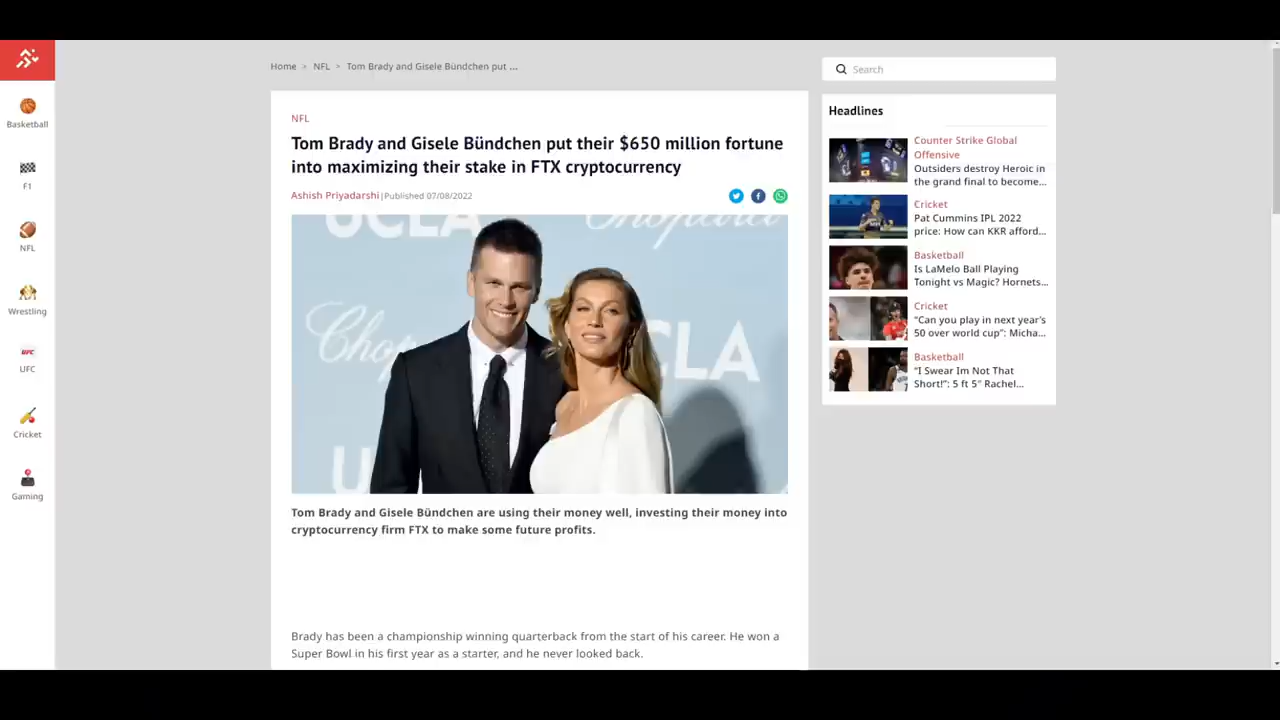 Basketball
F1
NFL
Wrestling
UFC
UFC
Cricket
Gaming
Home > NFL > Tom Brady and Gisele Bündchen put ...
NFL
Tom Brady and Gisele Bündchen put their $650 million fortune
into maximizing their stake in FTX cryptocurrency
Ashish Priyadarshi|Published 07/08/2022
UCLA
Chopard
Chop
CLA
U
Tom Brady and Gisele Bündchen are using their money well, investing their money into
cryptocurrency firm FTX to make some future profits.
Brady has been a championship winning quarterback from the start of his career. He won a
Super Bowl in his first year as a starter, and he never looked back.
Search
Headlines
Counter Strike Global
Offensive
Outsiders destroy Heroic in
the grand final to become...
Cricket
Pat Cummins IPL 2022
price: How can KKR afford...
Basketball
Is LaMelo Ball Playing
Tonight vs Magic? Hornets...
Cricket
“Can you play in next year’s
50 over world cup”: Micha...
Basketball
“I Swear Im Not That
Short!”: 5 ft 5" Rachel...